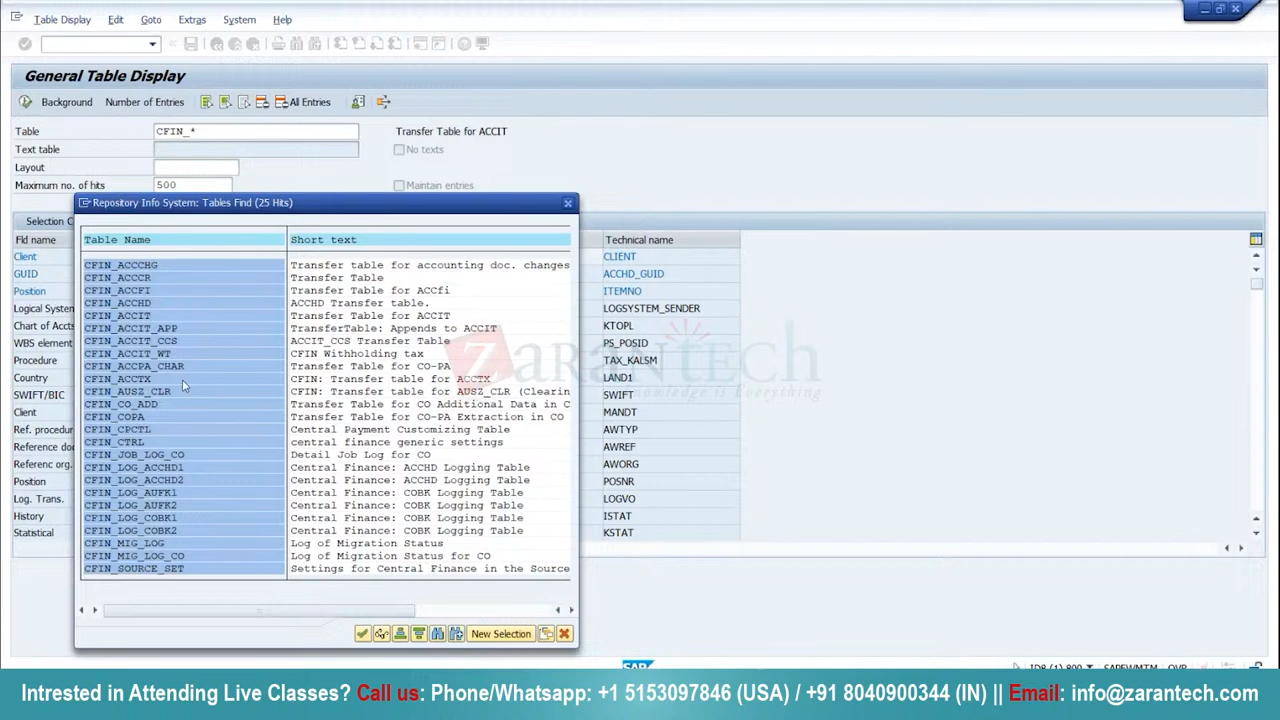 Table Display Edit Goto Extras System Help
General Table Display
Background Number of Entries All Entries
Table CFIN_* Transfer Table for ACCIT
Text table No texts
Layout
Maximum no. of hits 500 Maintain entries
Repository Info System: Tables Find (25 Hits)
Selection C
Fld name Technical name
Client CLIENT
GUID ACCHD_GUID
Position ITEMNO
Logical System LOGSYSTEM_SENDER
Chart of Accts KTOPL
WBS element PS_POSID
Procedure TAX_KALSM
Country LAND1
SWIFT/BIC SWIFT
Client MANDT
Ref. procedure AWTYP
Reference doc AWREF
Referenc org. AWORG
Position POSNR
Log. Trans. LOGVO
History ISTAT
Statistical KSTAT
Table Name Short text
CFIN_ACCCHG Transfer table for accounting doc. changes
CFIN_ACCCR Transfer Table
CFIN_ACCFI Transfer Table for ACCfi
CFIN_ACCHD ACCHD Transfer table.
CFIN_ACCIT Transfer Table for ACCIT
CFIN_ACCIT_APP TransferTable: Appends to ACCIT
CFIN_ACCIT_CCS ACCIT_CCS Transfer Table
CFIN_ACCIT_WT CFIN Withholding tax
CFIN_ACCPA_CHAR Transfer Table for CO-PA
CFIN_ACCTX CFIN: Transfer table for ACCTX
CFIN_AUSZ_CLR CFIN: Transfer table for AUSZ_CLR (Clearin
CFIN_CO_ADD Transfer Table for CO Additional Data in C
CFIN_COPA Transfer Table for CO-PA Extraction in CO
CFIN_CPCTL Central Payment Customizing Table
CFIN_CTRL central finance generic settings
CFIN_JOB_LOG_CO Detail Job Log for CO
CFIN_LOG_ACCHD1 Central Finance: ACCHD Logging Table
CFIN_LOG_ACCHD2 Central Finance: ACCHD Logging Table
CFIN_LOG_AUFK1 Central Finance: COBK Logging Table
CFIN_LOG_AUFK2 Central Finance: COBK Logging Table
CFIN_LOG_COBK1 Central Finance: COBK Logging Table
CFIN_LOG_COBK2 Central Finance: COBK Logging Table
CFIN_MIG_LOG Log of Migration Status
CFIN_MIG_LOG_CO Log of Migration Status for CO
CFIN_SOURCE_SET Settings for Central Finance in the Source
New Selection
ZaranTech
Knowledge is Everything
Intrested in Attending Live Classes? Call us: Phone/Whatsapp: +1 5153097846 (USA) / +91 8040900344 (IN) || Email: info@zarantech.com